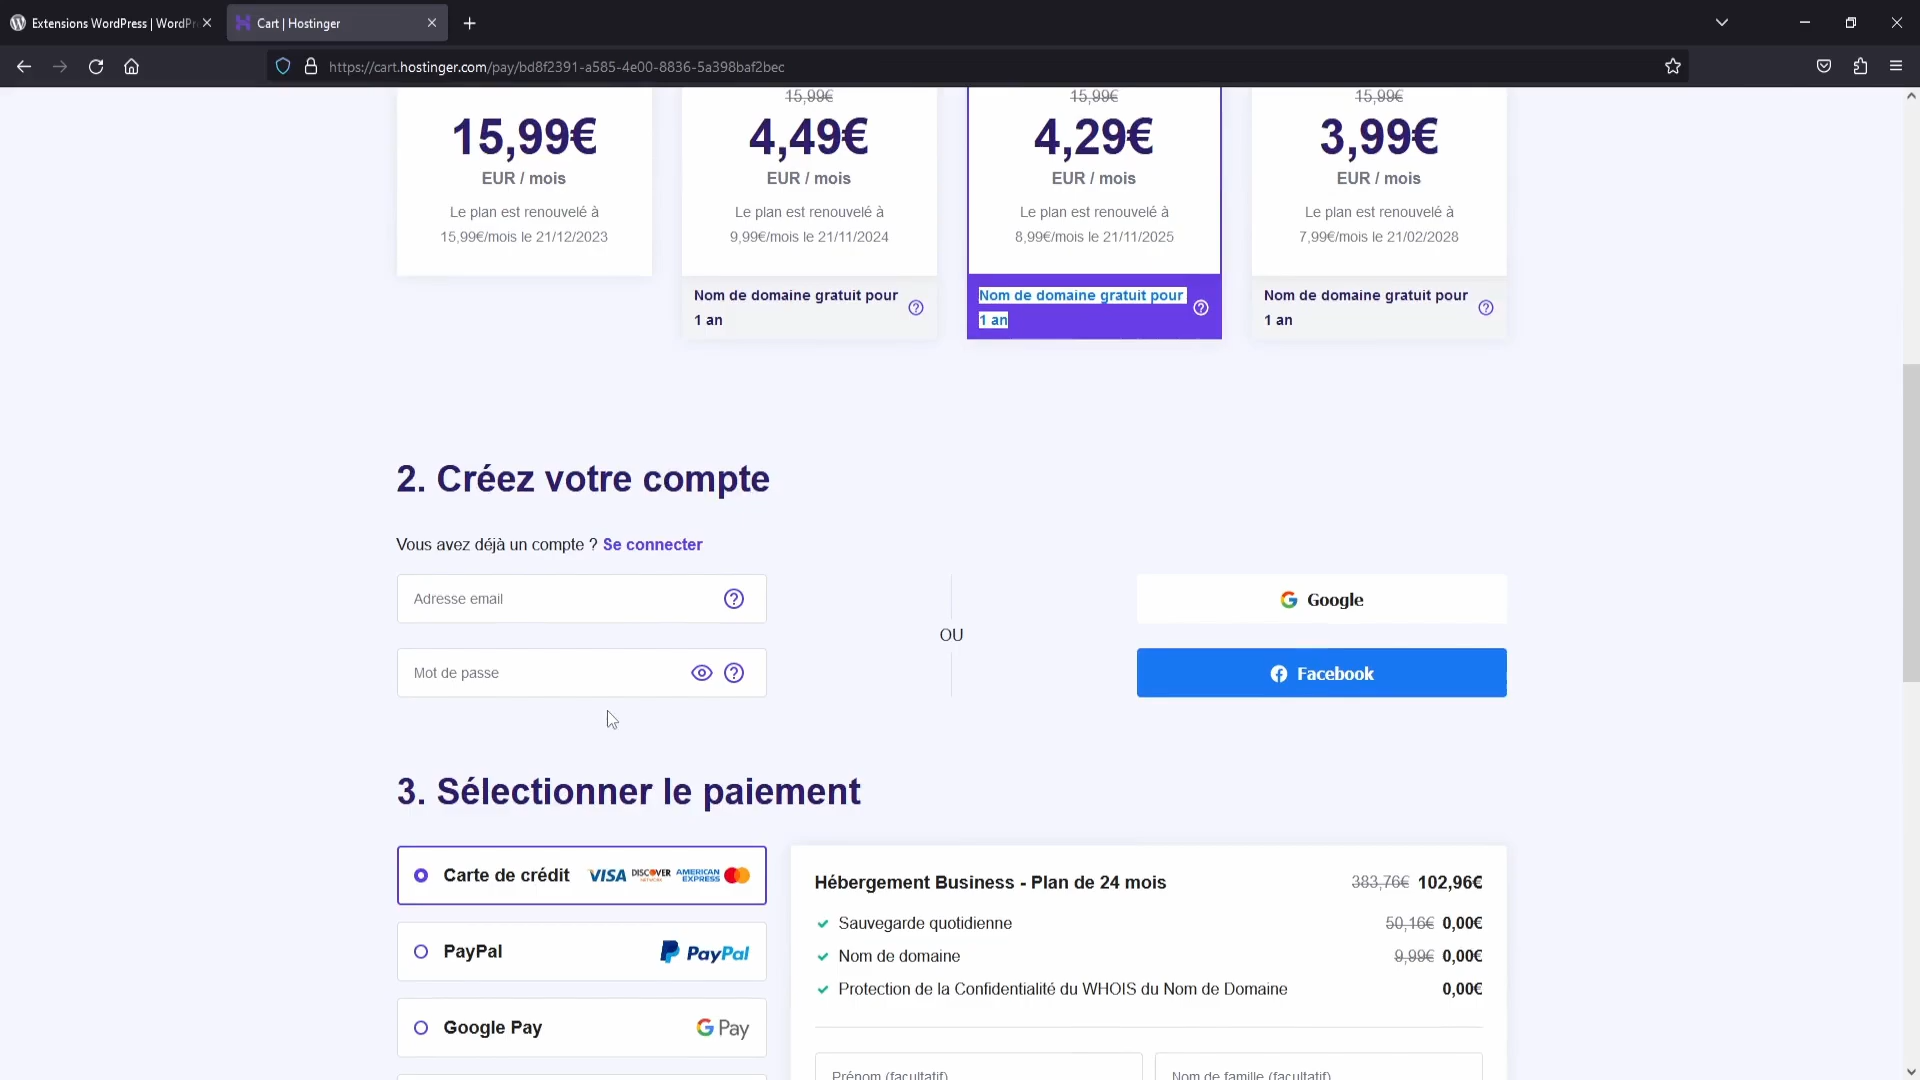 Extensions WordPress | WordPr
Cart | Hostinger
https://cart.hostinger.com/pay/bd8f2391-a585-4e00-8836-5a398baf2bec
15,99€ 15,99€ 15,99€
15,99€ 4,49€ 4,29€ 3,99€
EUR / mois EUR / mois EUR / mois EUR / mois
Le plan est renouvelé à Le plan est renouvelé à Le plan est renouvelé à Le plan est renouvelé à
15,99€/mois le 21/12/2023 9,99€/mois le 21/11/2024 8,99€/mois le 21/11/2025 7,99€/mois le 21/02/2028
Nom de domaine gratuit pour Nom de domaine gratuit pour Nom de domaine gratuit pour
1 an 1 an 1 an
2. Créez votre compte
Vous avez déjà un compte ? Se connecter
Adresse email
Mot de passe
OU
Google
Facebook
3. Sélectionner le paiement
Carte de crédit VISA DISCOVER NETWORK AMERICAN EXPRESS
PayPal PayPal
Google Pay G Pay
Hébergement Business - Plan de 24 mois 383,76€ 102,96€
Sauvegarde quotidienne 50,16€ 0,00€
Nom de domaine 9,99€ 0,00€
Protection de la Confidentialité du WHOIS du Nom de Domaine 0,00€
Prénom (facultatif) Nom de famille (facultatif)